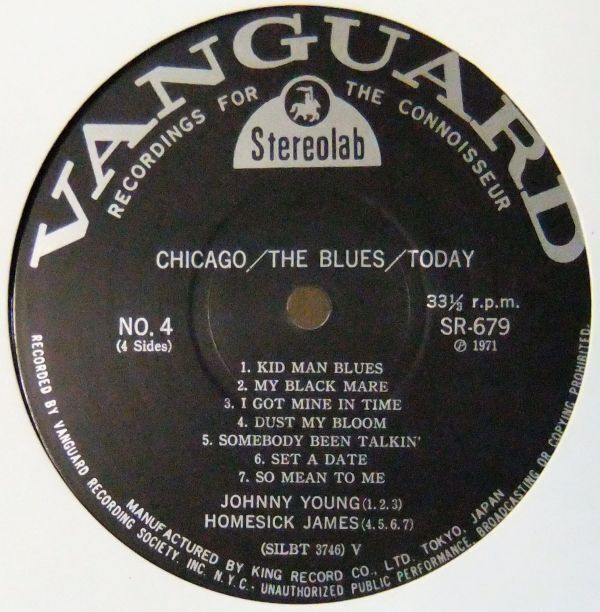 VANGUARD
RECORDINGS FOR THE CONNOISSEUR
Stereolab
CHICAGO/THE BLUES/TODAY
33⅓ r.p.m.
NO. 4
SR-679
(4 Sides)
℗ 1971
1. KID MAN BLUES
2. MY BLACK MARE
3. I GOT MINE IN TIME
4. DUST MY BLOOM
5. SOMEBODY BEEN TALKIN'
6. SET A DATE
7. SO MEAN TO ME
JOHNNY YOUNG (1. 2. 3)
HOMESICK JAMES (4. 5. 6. 7)
(SILBT 3746) V
MANUFACTURED BY KING RECORD CO., LTD. TOKYO, JAPAN
RECORDED BY VANGUARD RECORDING SOCIETY. INC. N.Y.C.· UNAUTHORIZED PUBLIC PERFORMANCE, BROADCASTING OR COPYING PROHIBITED.